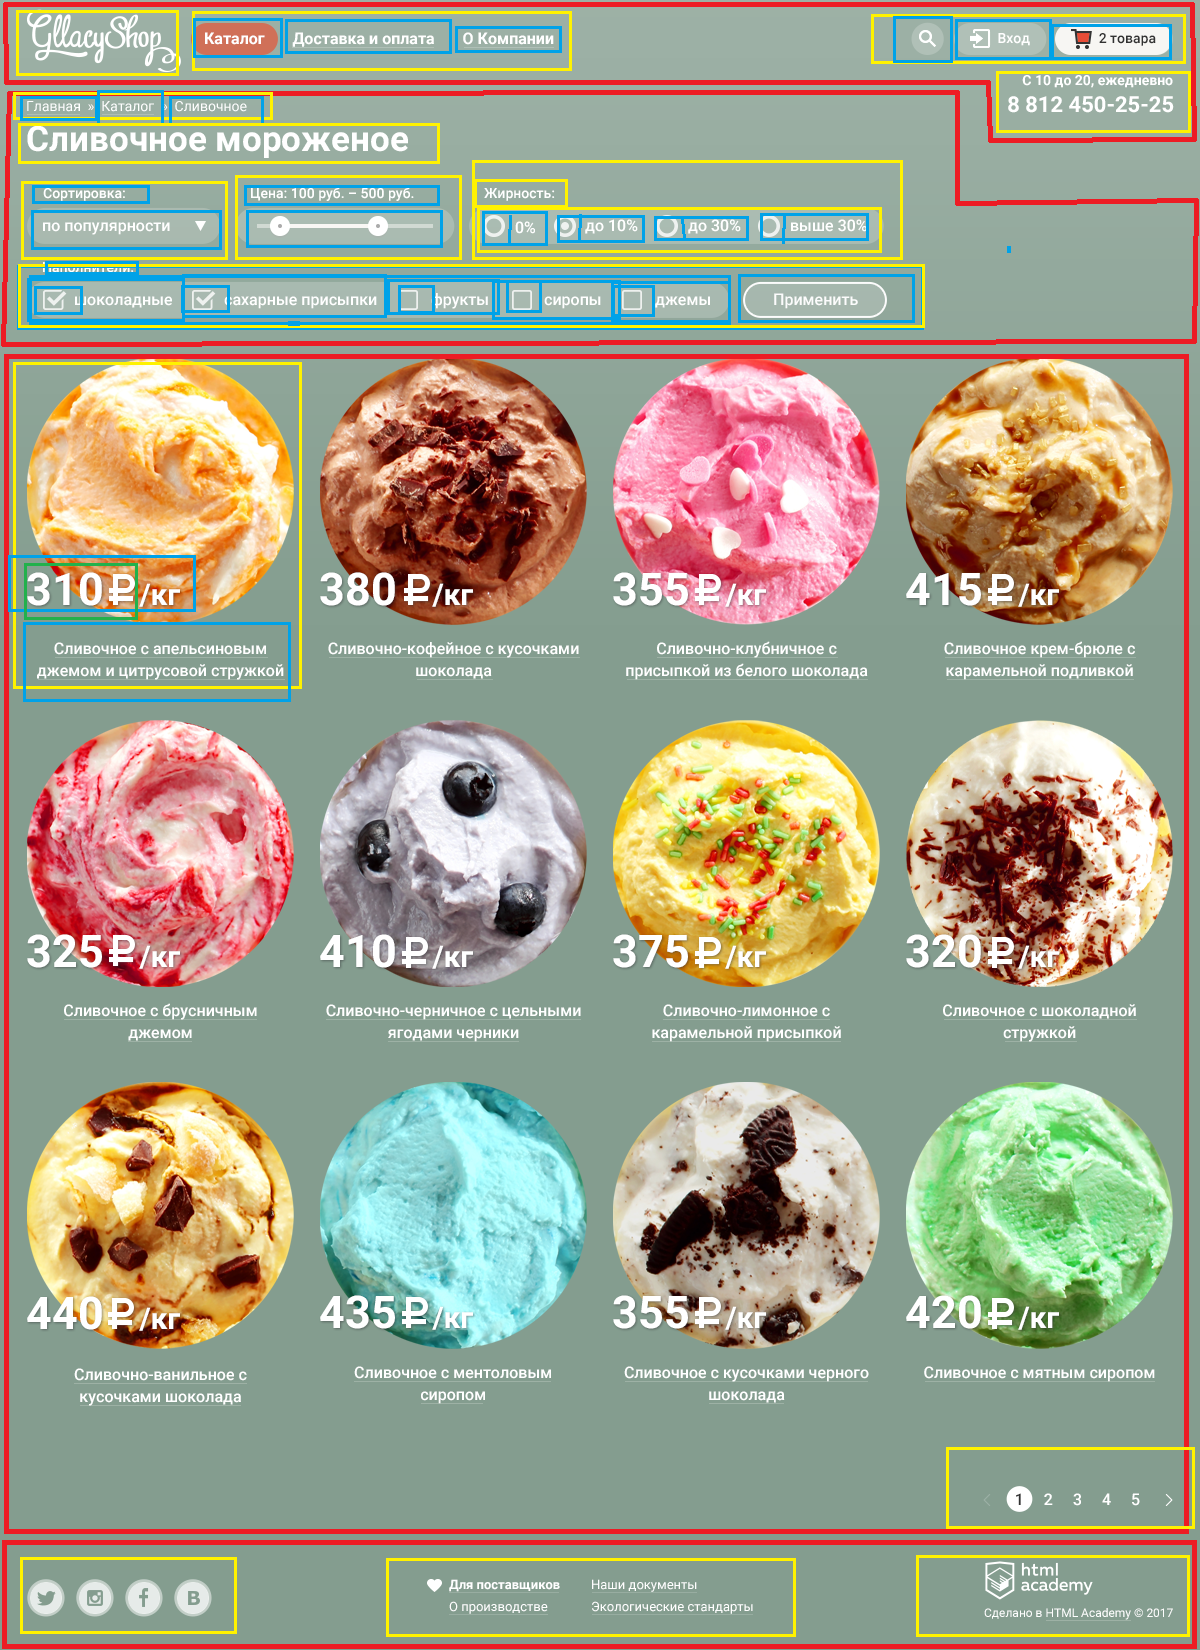 GllacyShop
Каталог Доставка и оплата О Компании Вход 2 товара
С 10 до 20, ежедневно
8 812 450-25-25
Главная » Каталог » Сливочное
Сливочное мороженое
Сортировка: Цена: 100 руб. – 500 руб. Жирность:
по популярности 0% до 10% до 30% выше 30%
Наполнители:
шоколадные сахарные присыпки фрукты сиропы джемы Применить
310₽/кг 380₽/кг 355₽/кг 415₽/кг
Сливочное с апельсиновым Сливочно-кофейное с кусочками Сливочно-клубничное с Сливочное крем-брюле с
джемом и цитрусовой стружкой шоколада присыпкой из белого шоколада карамельной подливкой
325₽/кг 410₽/кг 375₽/кг 320₽/кг
Сливочное с брусничным Сливочно-черничное с цельными Сливочно-лимонное с Сливочное с шоколадной
джемом ягодами черники карамельной присыпкой стружкой
440₽/кг 435₽/кг 355₽/кг 420₽/кг
Сливочно-ванильное с Сливочное с ментоловым Сливочное с кусочками черного Сливочное с мятным сиропом
кусочками шоколада сиропом шоколада
1 2 3 4 5
Для поставщиков Наши документы
О производстве Экологические стандарты
html
academy
Сделано в HTML Academy © 2017